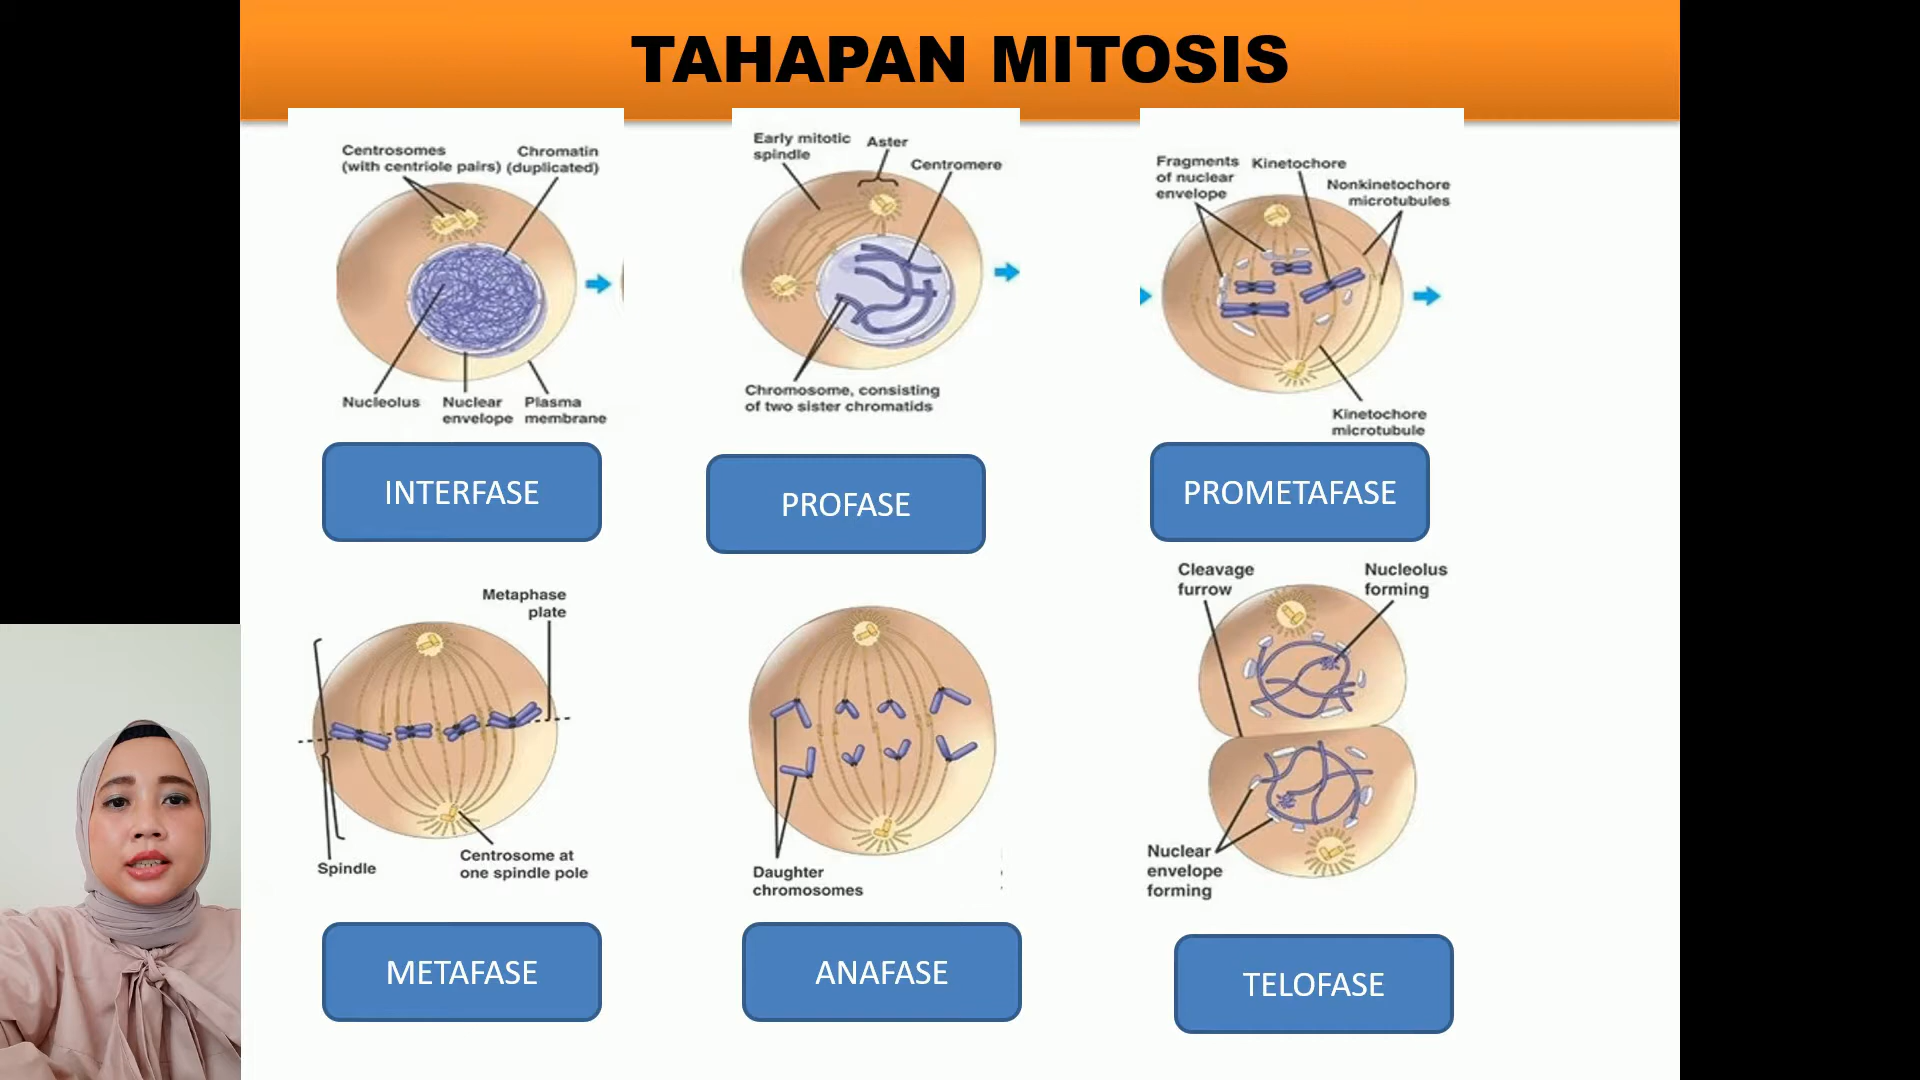 TAHAPAN MITOSIS
Centrosomes
(with centriole pairs)
Chromatin
(duplicated)
Nucleolus
Nuclear
envelope
Plasma
membrane
INTERFASE
Early mitotic
spindle
Aster
Centromere
Chromosome, consisting
of two sister chromatids
PROFASE
Fragments
of nuclear
envelope
Kinetochore
Nonkinetochore
microtubules
Kinetochore
microtubule
PROMETAFASE
Metaphase
plate
Spindle
Centrosome at
one spindle pole
METAFASE
Daughter
chromosomes
ANAFASE
Cleavage
furrow
Nucleolus
forming
Nuclear
envelope
forming
TELOFASE